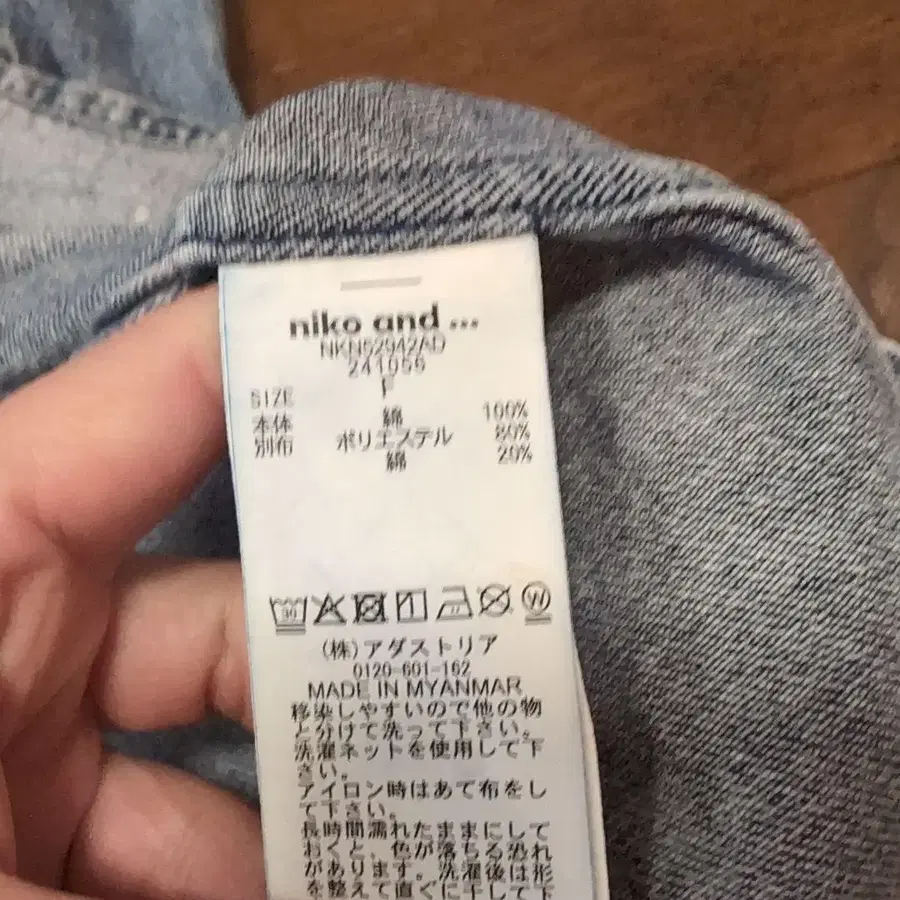 niko and ...
NKN52942AD
241056
SIZE F
本体 綿 100%
別布 ポリエステル 80%
綿 20%
30
(株)アダストリア
0120-601-162
MADE IN MYANMAR
移染しやすいので他の物
と分けて洗って下さい。
洗濯ネットを使用して下
さい。
アイロン時はあて布をし
て下さい。
長時間濡れたままにして
おくと、色が落ちる恐れ
があります。洗濯後は形
を整えて直ぐに干して下